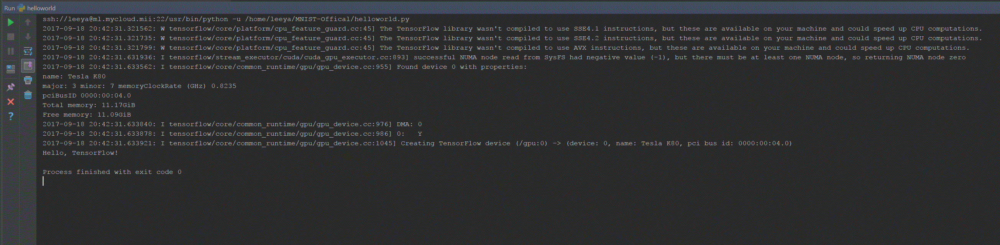 Run helloworld
ssh://leeya@ml.mycloud.mii:22/usr/bin/python -u /home/leeya/MNIST-Offical/helloworld.py
2017-09-18 20:42:31.321562: W tensorflow/core/platform/cpu_feature_guard.cc:45] The TensorFlow library wasn't compiled to use SSE4.1 instructions, but these are available on your machine and could speed up CPU computations.
2017-09-18 20:42:31.321735: W tensorflow/core/platform/cpu_feature_guard.cc:45] The TensorFlow library wasn't compiled to use SSE4.2 instructions, but these are available on your machine and could speed up CPU computations.
2017-09-18 20:42:31.321799: W tensorflow/core/platform/cpu_feature_guard.cc:45] The TensorFlow library wasn't compiled to use AVX instructions, but these are available on your machine and could speed up CPU computations.
2017-09-18 20:42:31.631936: I tensorflow/stream_executor/cuda/cuda_gpu_executor.cc:893] successful NUMA node read from SysFS had negative value (-1), but there must be at least one NUMA node, so returning NUMA node zero
2017-09-18 20:42:31.633562: I tensorflow/core/common_runtime/gpu/gpu_device.cc:955] Found device 0 with properties:
name: Tesla K80
major: 3 minor: 7 memoryClockRate (GHz) 0.8235
pciBusID 0000:00:04.0
Total memory: 11.17GiB
Free memory: 11.09GiB
2017-09-18 20:42:31.633840: I tensorflow/core/common_runtime/gpu/gpu_device.cc:976] DMA: 0
2017-09-18 20:42:31.633878: I tensorflow/core/common_runtime/gpu/gpu_device.cc:986] 0:   Y
2017-09-18 20:42:31.633921: I tensorflow/core/common_runtime/gpu/gpu_device.cc:1045] Creating TensorFlow device (/gpu:0) -> (device: 0, name: Tesla K80, pci bus id: 0000:00:04.0)
Hello, TensorFlow!
Process finished with exit code 0